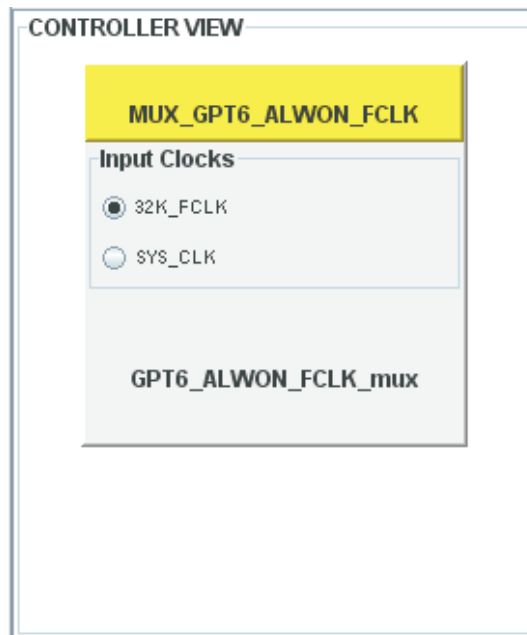 CONTROLLER VIEW
MUX_GPT6_ALWON_FCLK
Input Clocks
32K_FCLK
SYS_CLK
GPT6_ALWON_FCLK_mux